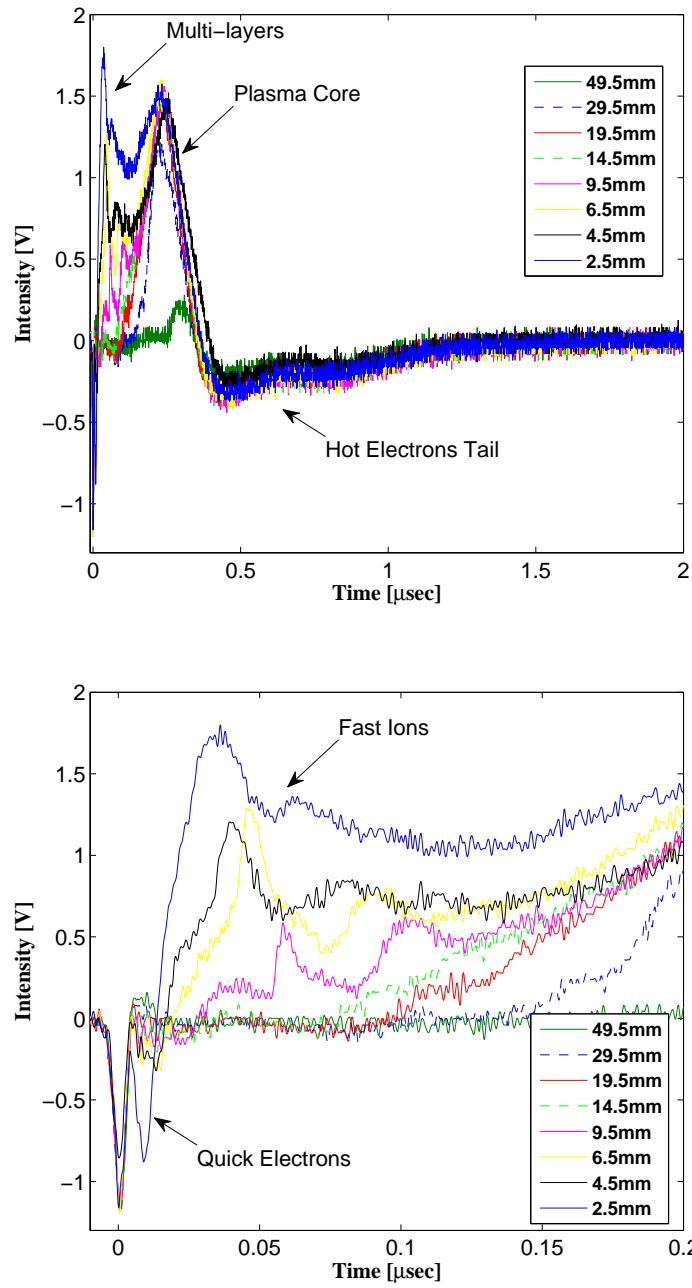 2
1.5
1
0.5
0
−0.5
−1
Intensity [V]
Multi−layers
Plasma Core
Hot Electrons Tail
49.5mm
29.5mm
19.5mm
14.5mm
9.5mm
6.5mm
4.5mm
2.5mm
0 0.5 1 1.5 2
Time [μsec]
2
1.5
1
0.5
0
−0.5
−1
Intensity [V]
Fast Ions
Quick Electrons
49.5mm
29.5mm
19.5mm
14.5mm
9.5mm
6.5mm
4.5mm
2.5mm
0 0.05 0.1 0.15 0.2
Time [μsec]